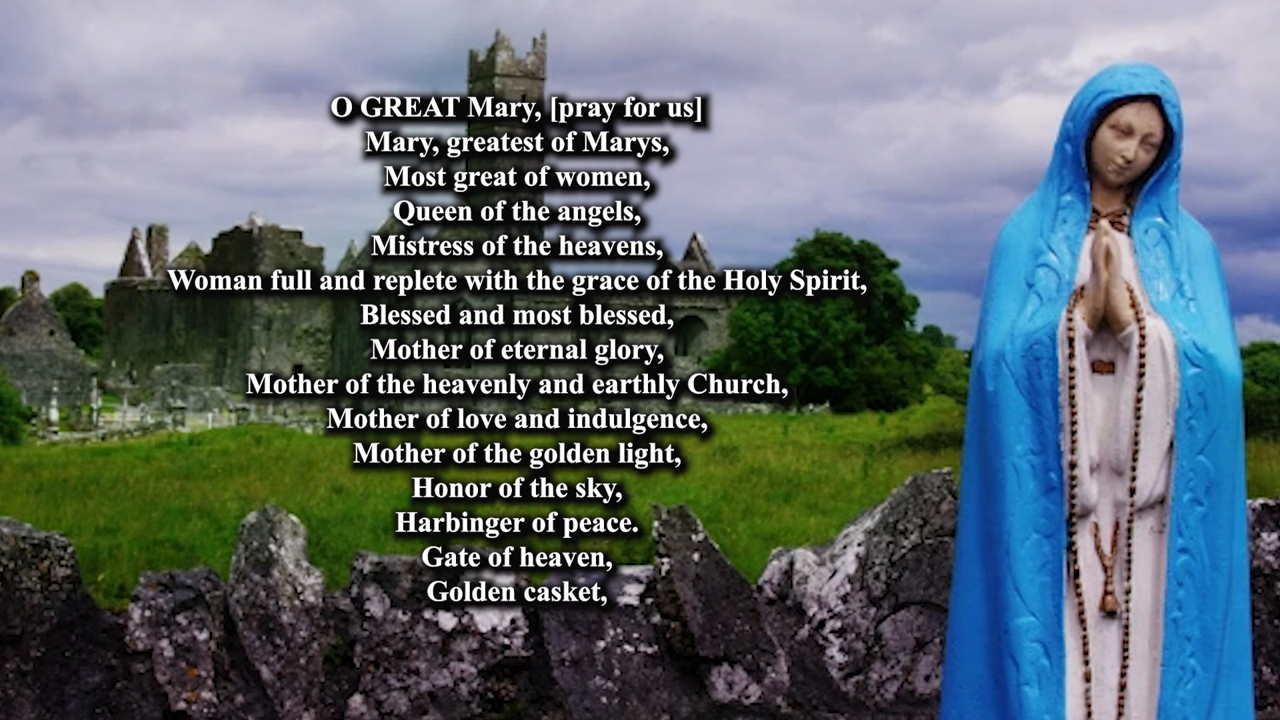 O GREAT Mary, [pray for us]
Mary, greatest of Marys,
Most great of women,
Queen of the angels,
Mistress of the heavens,
Woman full and replete with the grace of the Holy Spirit,
Blessed and most blessed,
Mother of eternal glory,
Mother of the heavenly and earthly Church,
Mother of love and indulgence,
Mother of the golden light,
Honor of the sky,
Harbinger of peace.
Gate of heaven,
Golden casket,